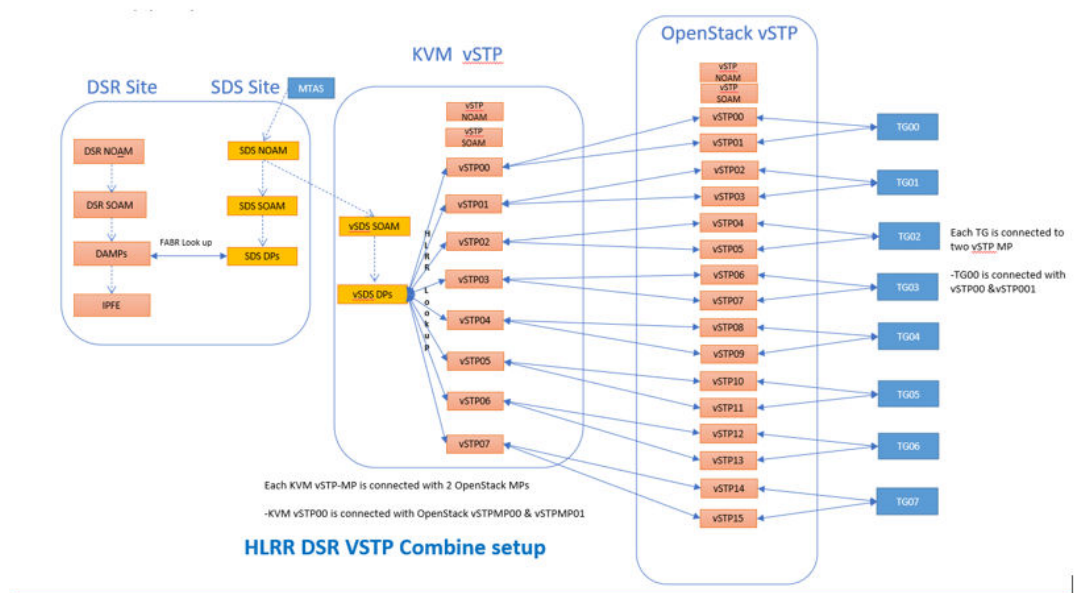 OpenStack vSTP
KVM vSTP
DSR Site
SDS Site
MTAS
DSR NOAM
DSR SOAM
DAMPs
IPFE
FABR Look up
SDS NOAM
SDS SOAM
SDS DPs
vSDS SOAM
vSDS DPs
HLRR Lookup
vSTP
NOAM
vSTP
SOAM
vSTP00
vSTP01
vSTP02
vSTP03
vSTP04
vSTP05
vSTP06
vSTP07
vSTP
NOAM
vSTP
SOAM
vSTP00
vSTP01
vSTP02
vSTP03
vSTP04
vSTP05
vSTP06
vSTP07
vSTP08
vSTP09
vSTP10
vSTP11
vSTP12
vSTP13
vSTP14
vSTP15
TG00
TG01
TG02
TG03
TG04
TG05
TG06
TG07
Each TG is connected to
two vSTP MP
-TG00 is connected with
vSTP00 &vSTP001
Each KVM vSTP-MP is connected with 2 OpenStack MPs
-KVM vSTP00 is connected with OpenStack vSTPMP00 & vSTPMP01
HLRR DSR VSTP Combine setup